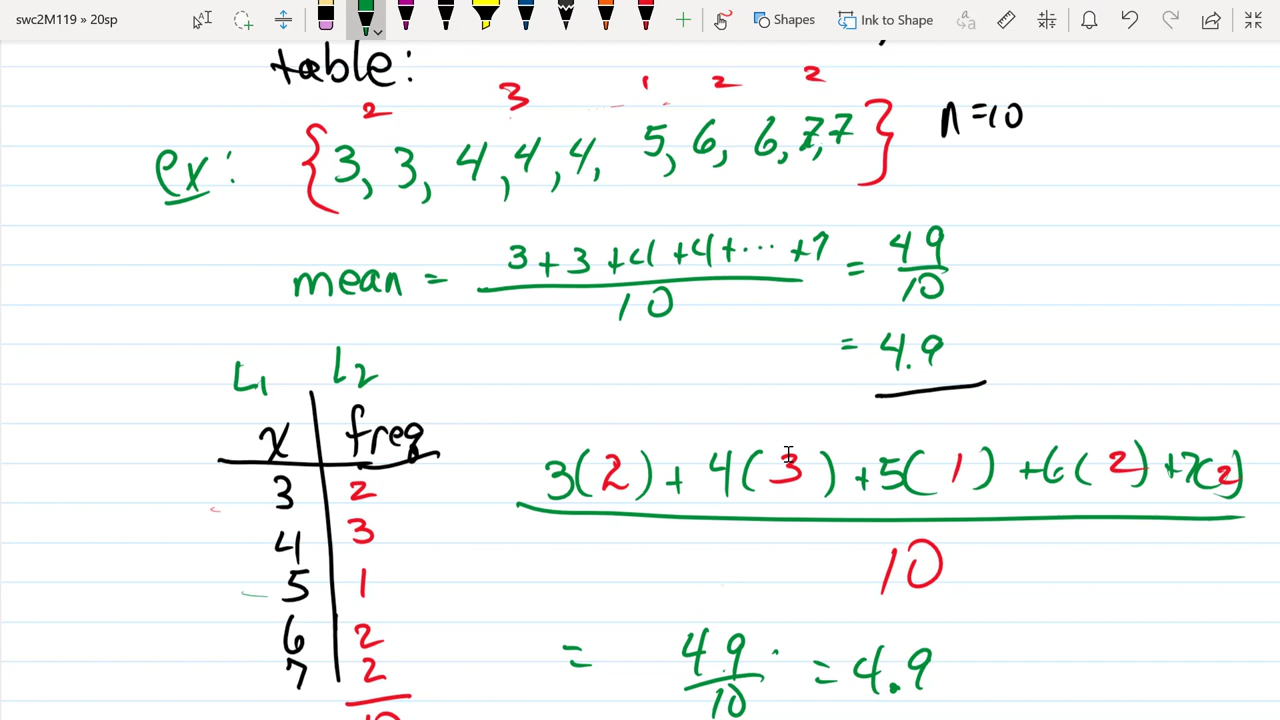 swc2M119 » 20sp
Shapes
Ink to Shape
table:
2 3 1 2 2
ex: {3, 3, 4, 4, 4, 5, 6, 6, 7, 7} n=10
mean = 3+3+4+4+⋯+7 / 10 = 49/10
= 4.9
L1 L2
x freq
3 2
4 3
5 1
6 2
7 2
10
3(2) + 4(3) + 5(1) + 6(2) + 7(2) / 10
= 49/10 = 4.9